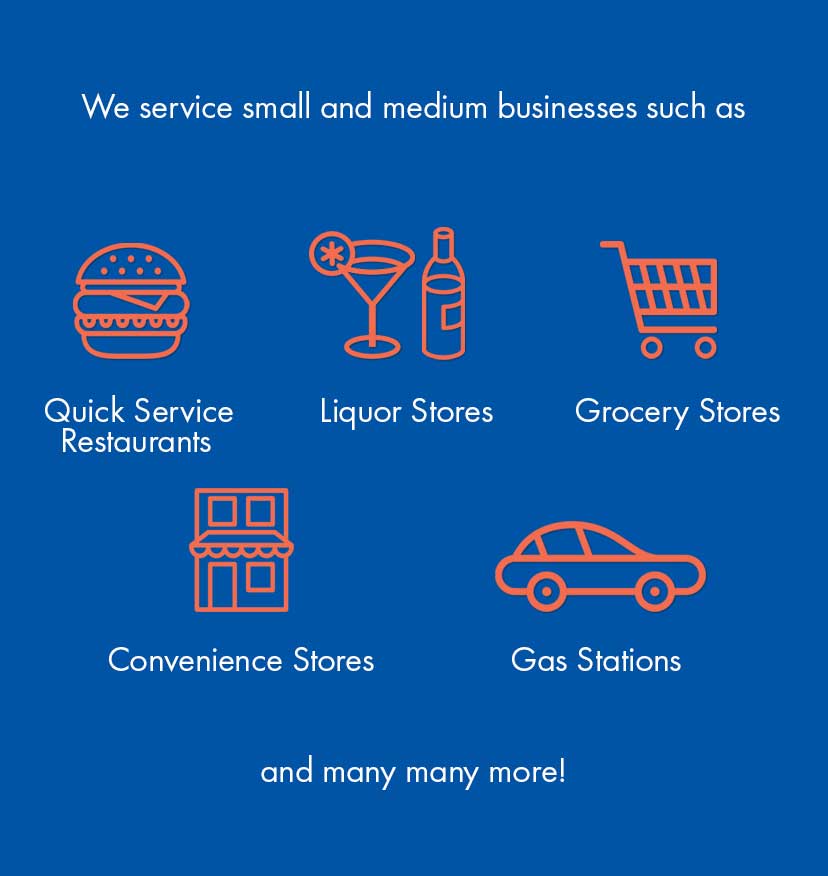 We service small and medium businesses such as
Quick Service
Restaurants
Liquor Stores
Grocery Stores
Convenience Stores
Gas Stations
and many many more!